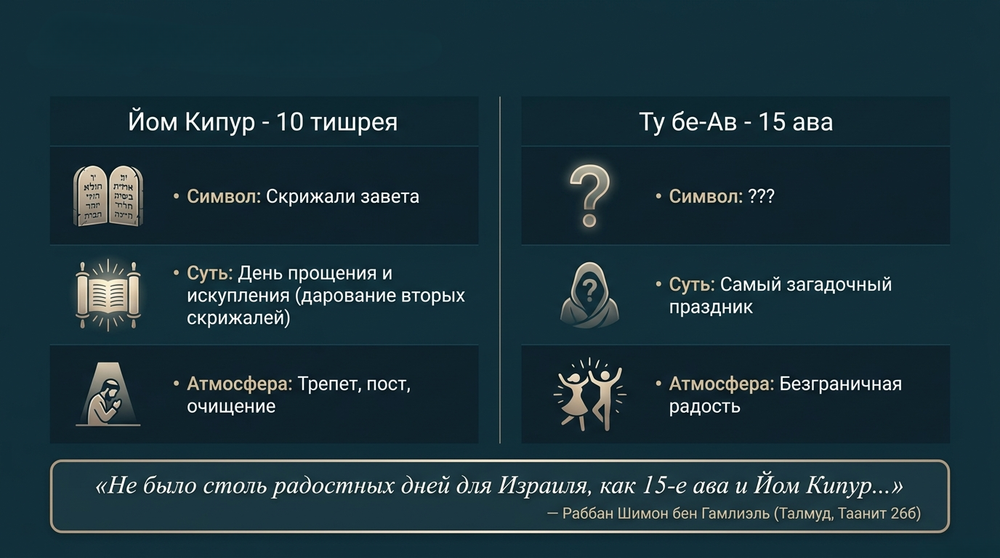 Йом Кипур - 10 тишрея
• Символ: Скрижали завета
• Суть: День прощения и
искупления (дарование вторых
скрижалей)
• Атмосфера: Трепет, пост,
очищение
Ту бе-Ав - 15 ава
?
• Символ: ???
?
• Суть: Самый загадочный
праздник
• Атмосфера: Безграничная
радость
«Не было столь радостных дней для Израиля, как 15-е ава и Йом Кипур...»
— Раббан Шимон бен Гамлиэль (Талмуд, Таанит 26б)